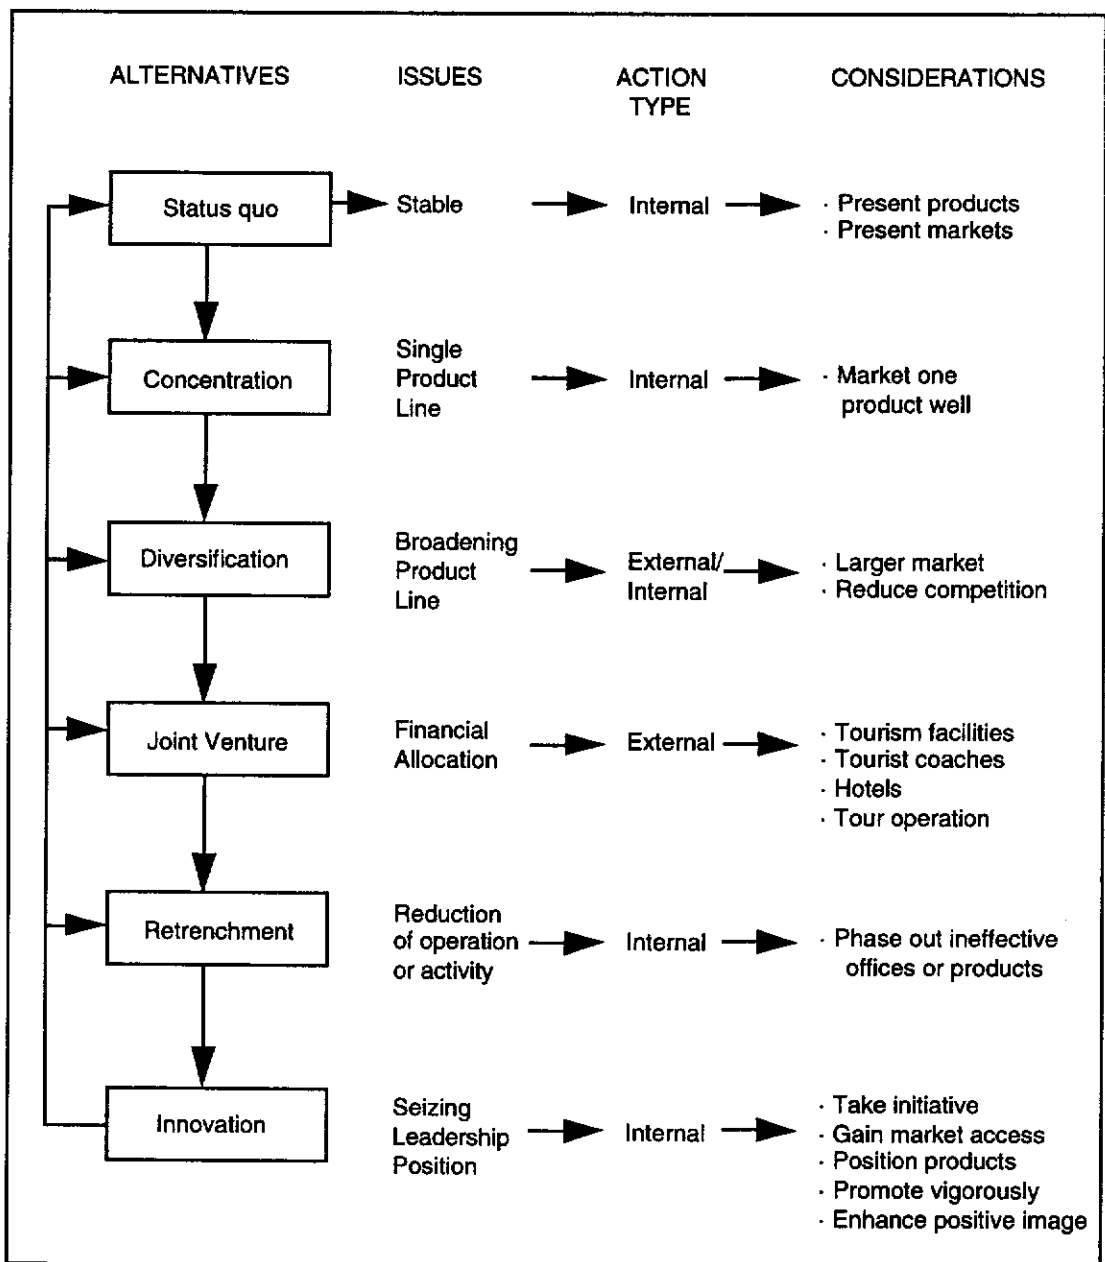 ALTERNATIVES ISSUES ACTION CONSIDERATIONS
TYPE
Status quo Stable Internal · Present products
· Present markets
Single
Concentration Product Internal · Market one
Line product well
Broadening
Diversification Product External/ · Larger market
Line Internal · Reduce competition
Financial · Tourism facilities
Joint Venture Allocation External · Tourist coaches
· Hotels
· Tour operation
Reduction
Retrenchment of operation Internal · Phase out ineffective
or activity offices or products
Seizing · Take initiative
Innovation Leadership Internal · Gain market access
Position · Position products
· Promote vigorously
· Enhance positive image